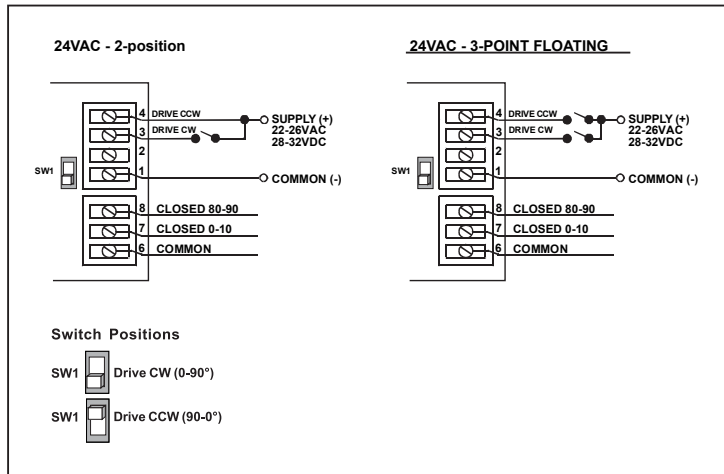 24VAC - 2-position
4 DRIVE CCW
SUPPLY (+)
22-26VAC
28-32VDC
3 DRIVE CW
2
SW1
1
COMMON (-)
8 CLOSED 80-90
7 CLOSED 0-10
6 COMMON
24VAC - 3-POINT FLOATING
4 DRIVE CCW
SUPPLY (+)
22-26VAC
28-32VDC
3 DRIVE CW
2
SW1
1
COMMON (-)
8 CLOSED 80-90
7 CLOSED 0-10
6 COMMON
Switch Positions
SW1 Drive CW (0-90°)
SW1 Drive CCW (90-0°)